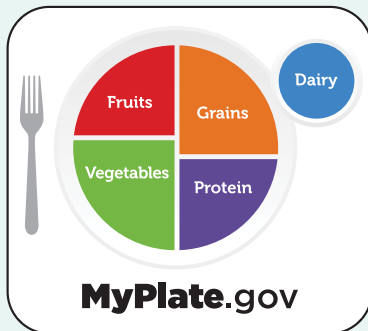 Dairy
Fruits
Grains
Vegetables
Protein
MyPlate.gov